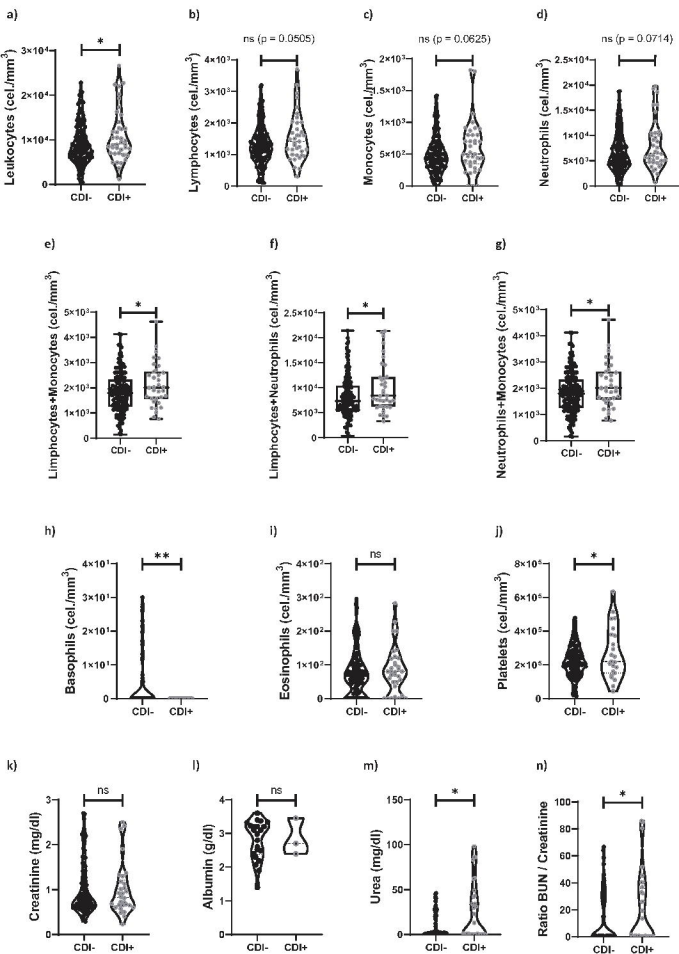 a)
b)
c)
d)
*
ns (p = 0.0505)
ns (p = 0.0625)
ns (p = 0.0714)
Leukocytes (cel./mm³)
3×10⁴
2×10⁴
1×10⁴
0
CDI- CDI+
Lymphocytes (cel./mm³)
4×10³
3×10³
2×10³
1×10³
0
CDI- CDI+
Monocytes (cel./mm³)
2×10³
2×10³
1×10³
5×10²
0
CDI- CDI+
Neutrophils (cel./mm³)
2.5×10⁴
2.0×10⁴
1.5×10⁴
1.0×10⁴
5×10³
0
CDI- CDI+
e)
f)
g)
*
*
*
Limphocytes+Monocytes (cel./mm³)
5×10³
4×10³
3×10³
2×10³
1×10³
0
CDI- CDI+
Limphocytes+Neutrophils (cel./mm³)
2.5×10⁴
2.0×10⁴
1.5×10⁴
1.0×10⁴
5×10³
0
CDI- CDI+
Neutrophils+Monocytes (cel./mm³)
5×10³
4×10³
3×10³
2×10³
1×10³
0
CDI- CDI+
h)
i)
j)
**
ns
*
Basophils (cel./mm³)
4×10¹
3×10¹
2×10¹
1×10¹
0
CDI- CDI+
Eosinophils (cel./mm³)
4×10²
3×10²
2×10²
1×10²
0
CDI- CDI+
Platelets (cel./mm³)
8×10⁵
6×10⁵
4×10⁵
2×10⁵
0
CDI- CDI+
k)
l)
m)
n)
ns
ns
*
*
Creatinine (mg/dl)
3
2
1
0
CDI- CDI+
Albumin (g/dl)
4
3
2
1
0
CDI- CDI+
Urea (mg/dl)
150
100
50
0
CDI- CDI+
Ratio BUN / Creatinine
100
80
60
40
20
0
CDI- CDI+